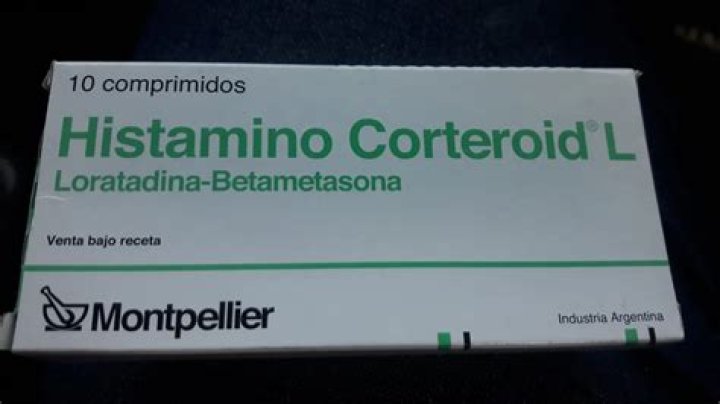 10 comprimidos
Histamino Corteroid® L
Loratadina-Betametasona
Venta bajo receta
Montpellier
Industria Argentina